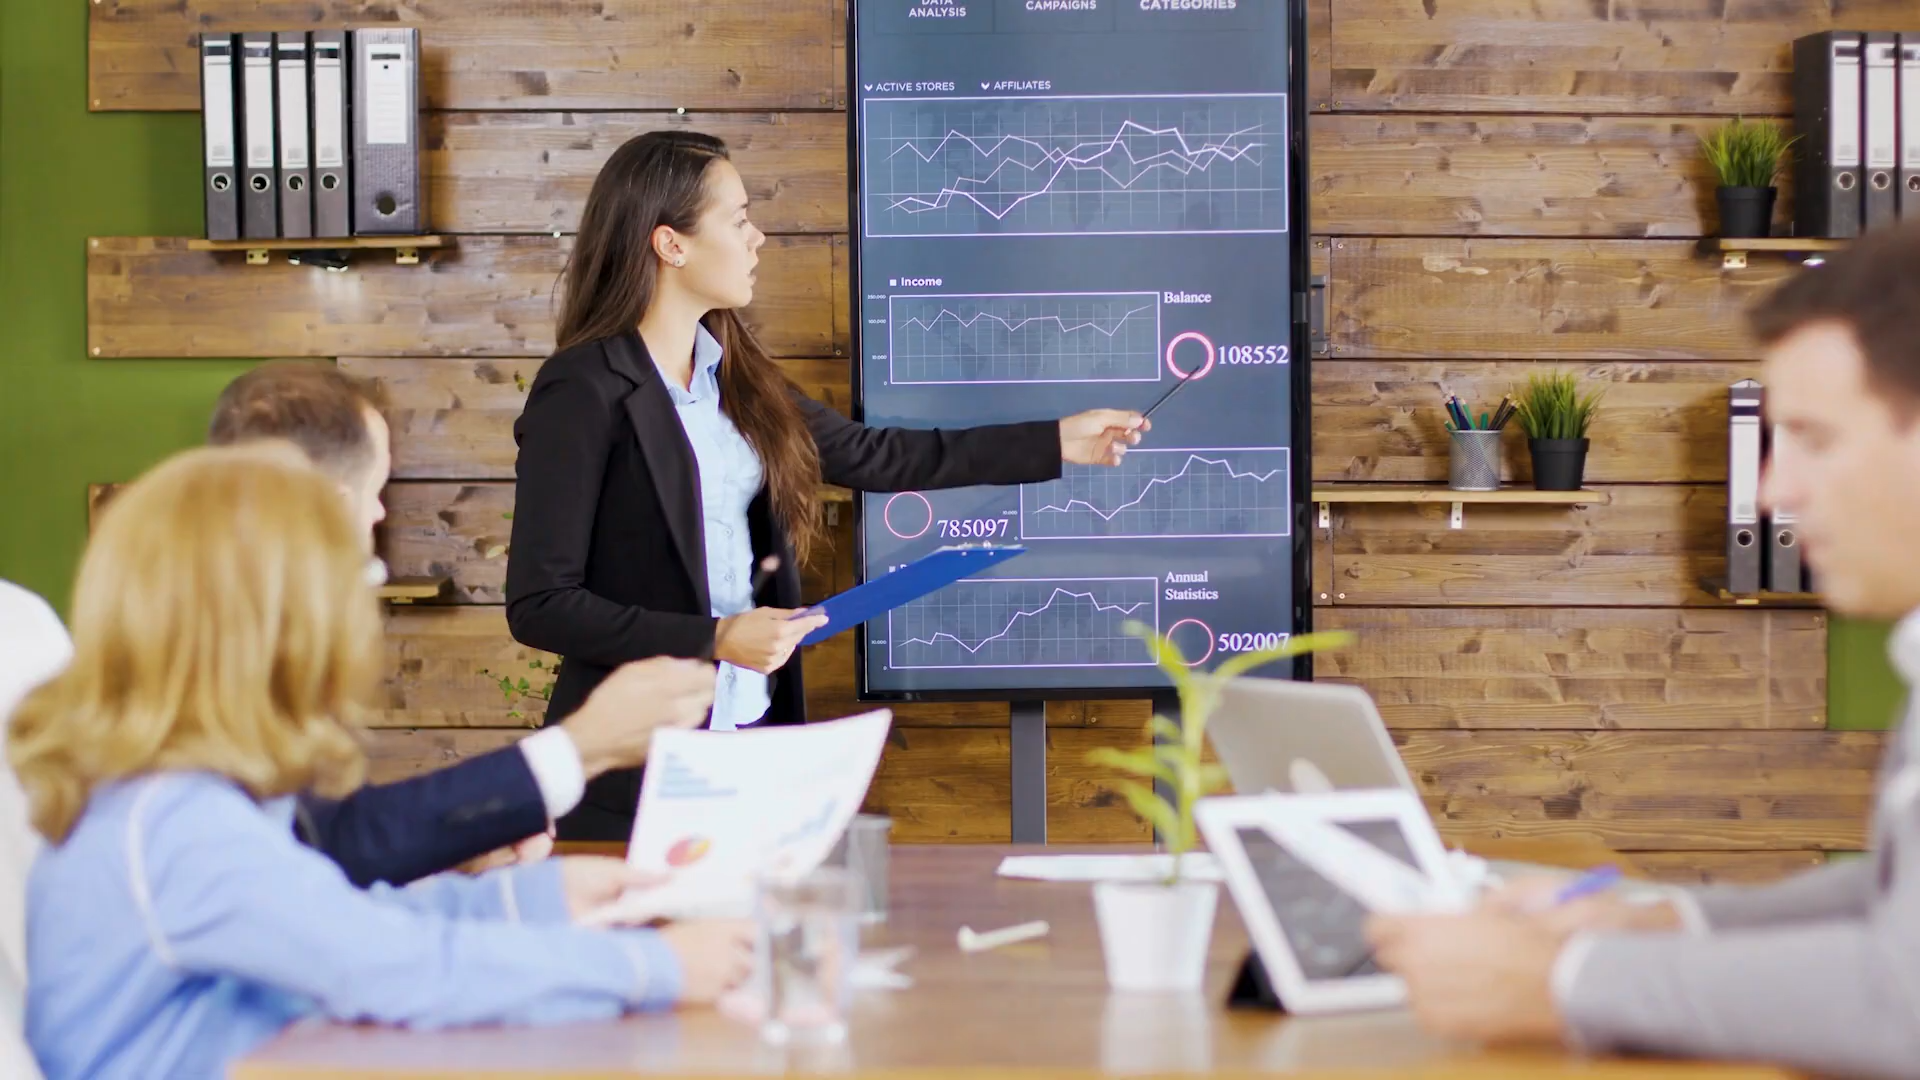 DATA
ANALYSIS
CAMPAIGNS
CATEGORIES
ACTIVE STORES
AFFILIATES
Income
Balance
108552
785097
Annual
Statistics
502007